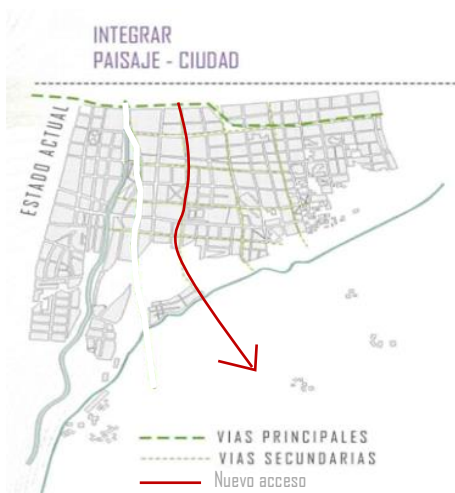 INTEGRAR
PAISAJE - CIUDAD
ESTADO ACTUAL
VIAS PRINCIPALES
VIAS SECUNDARIAS
Nuevo acceso